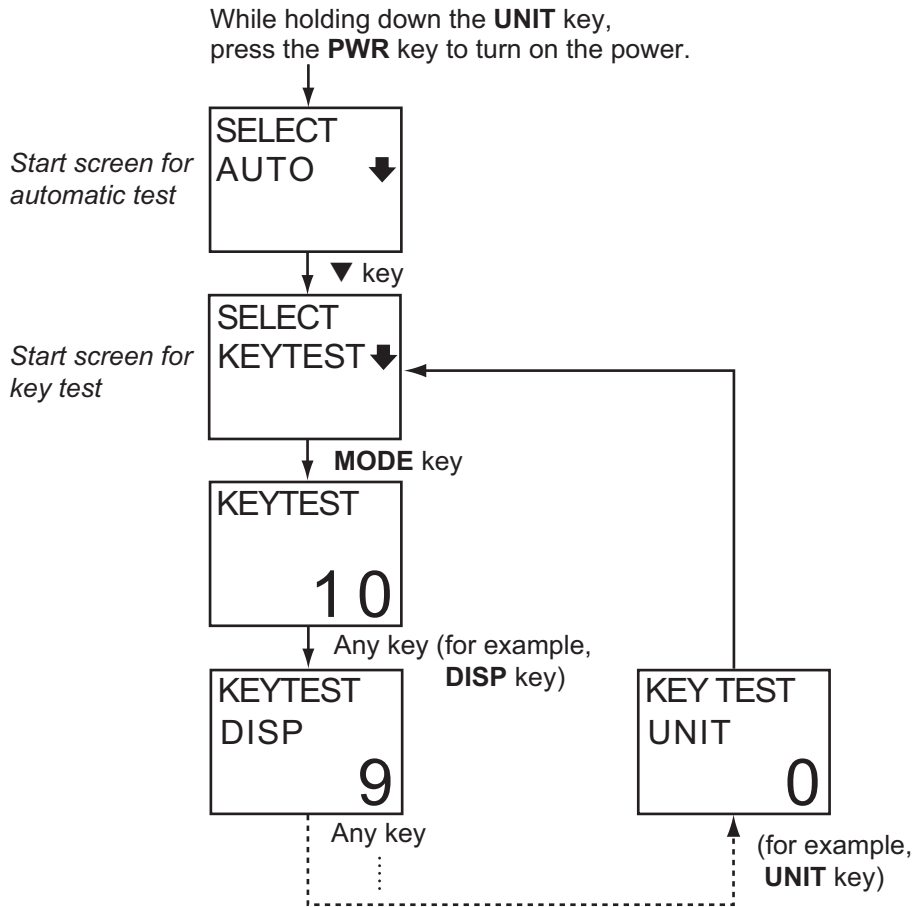 While holding down the UNIT key,
press the PWR key to turn on the power.
Start screen for
automatic test
SELECT
AUTO
▼ key
Start screen for
key test
SELECT
KEYTEST
MODE key
KEYTEST
10
Any key (for example,
DISP key)
KEYTEST
DISP
9
Any key
KEY TEST
UNIT
0
(for example,
UNIT key)